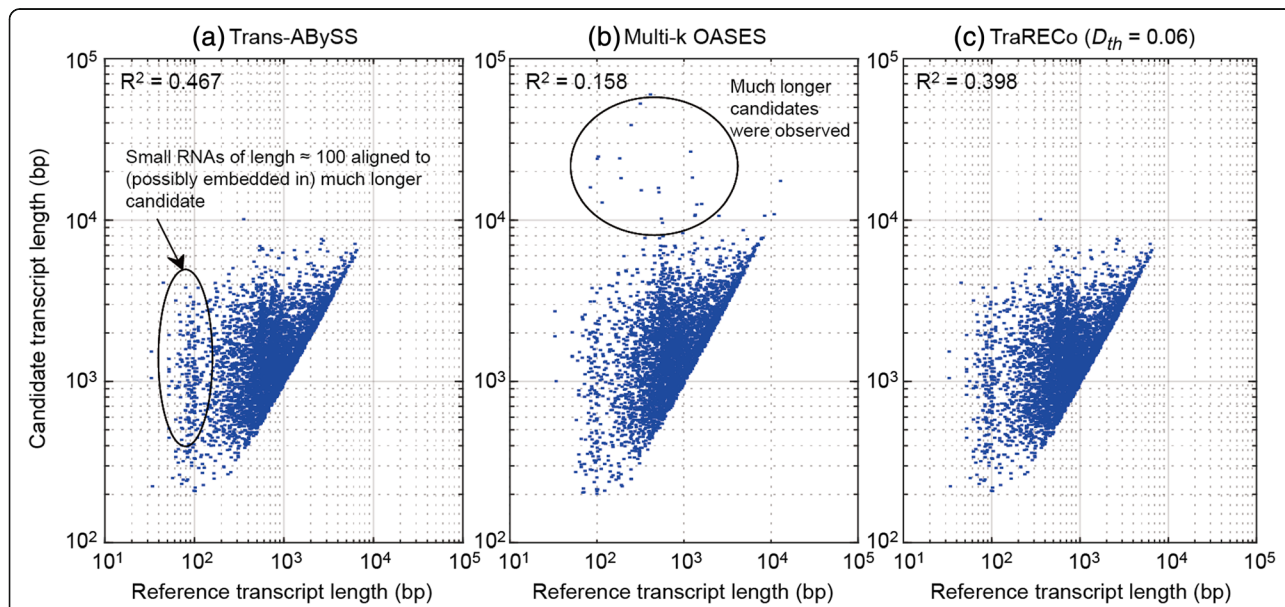 (a) Trans-ABySS
(b) Multi-k OASES
(c) TraRECo (D_th = 0.06)
10^5
R^2 = 0.467
Small RNAs of lengh ≈ 100 aligned to
(possibly embedded in) much longer
candidate
10^4
10^3
10^2
Candidate transcript length (bp)
10^1 10^2 10^3 10^4 10^5
Reference transcript length (bp)
10^5
R^2 = 0.158
Much longer
candidates
were observed
10^4
10^3
10^2
10^1 10^2 10^3 10^4 10^5
Reference transcript length (bp)
10^5
R^2 = 0.398
10^4
10^3
10^2
10^1 10^2 10^3 10^4 10^5
Reference transcript length (bp)